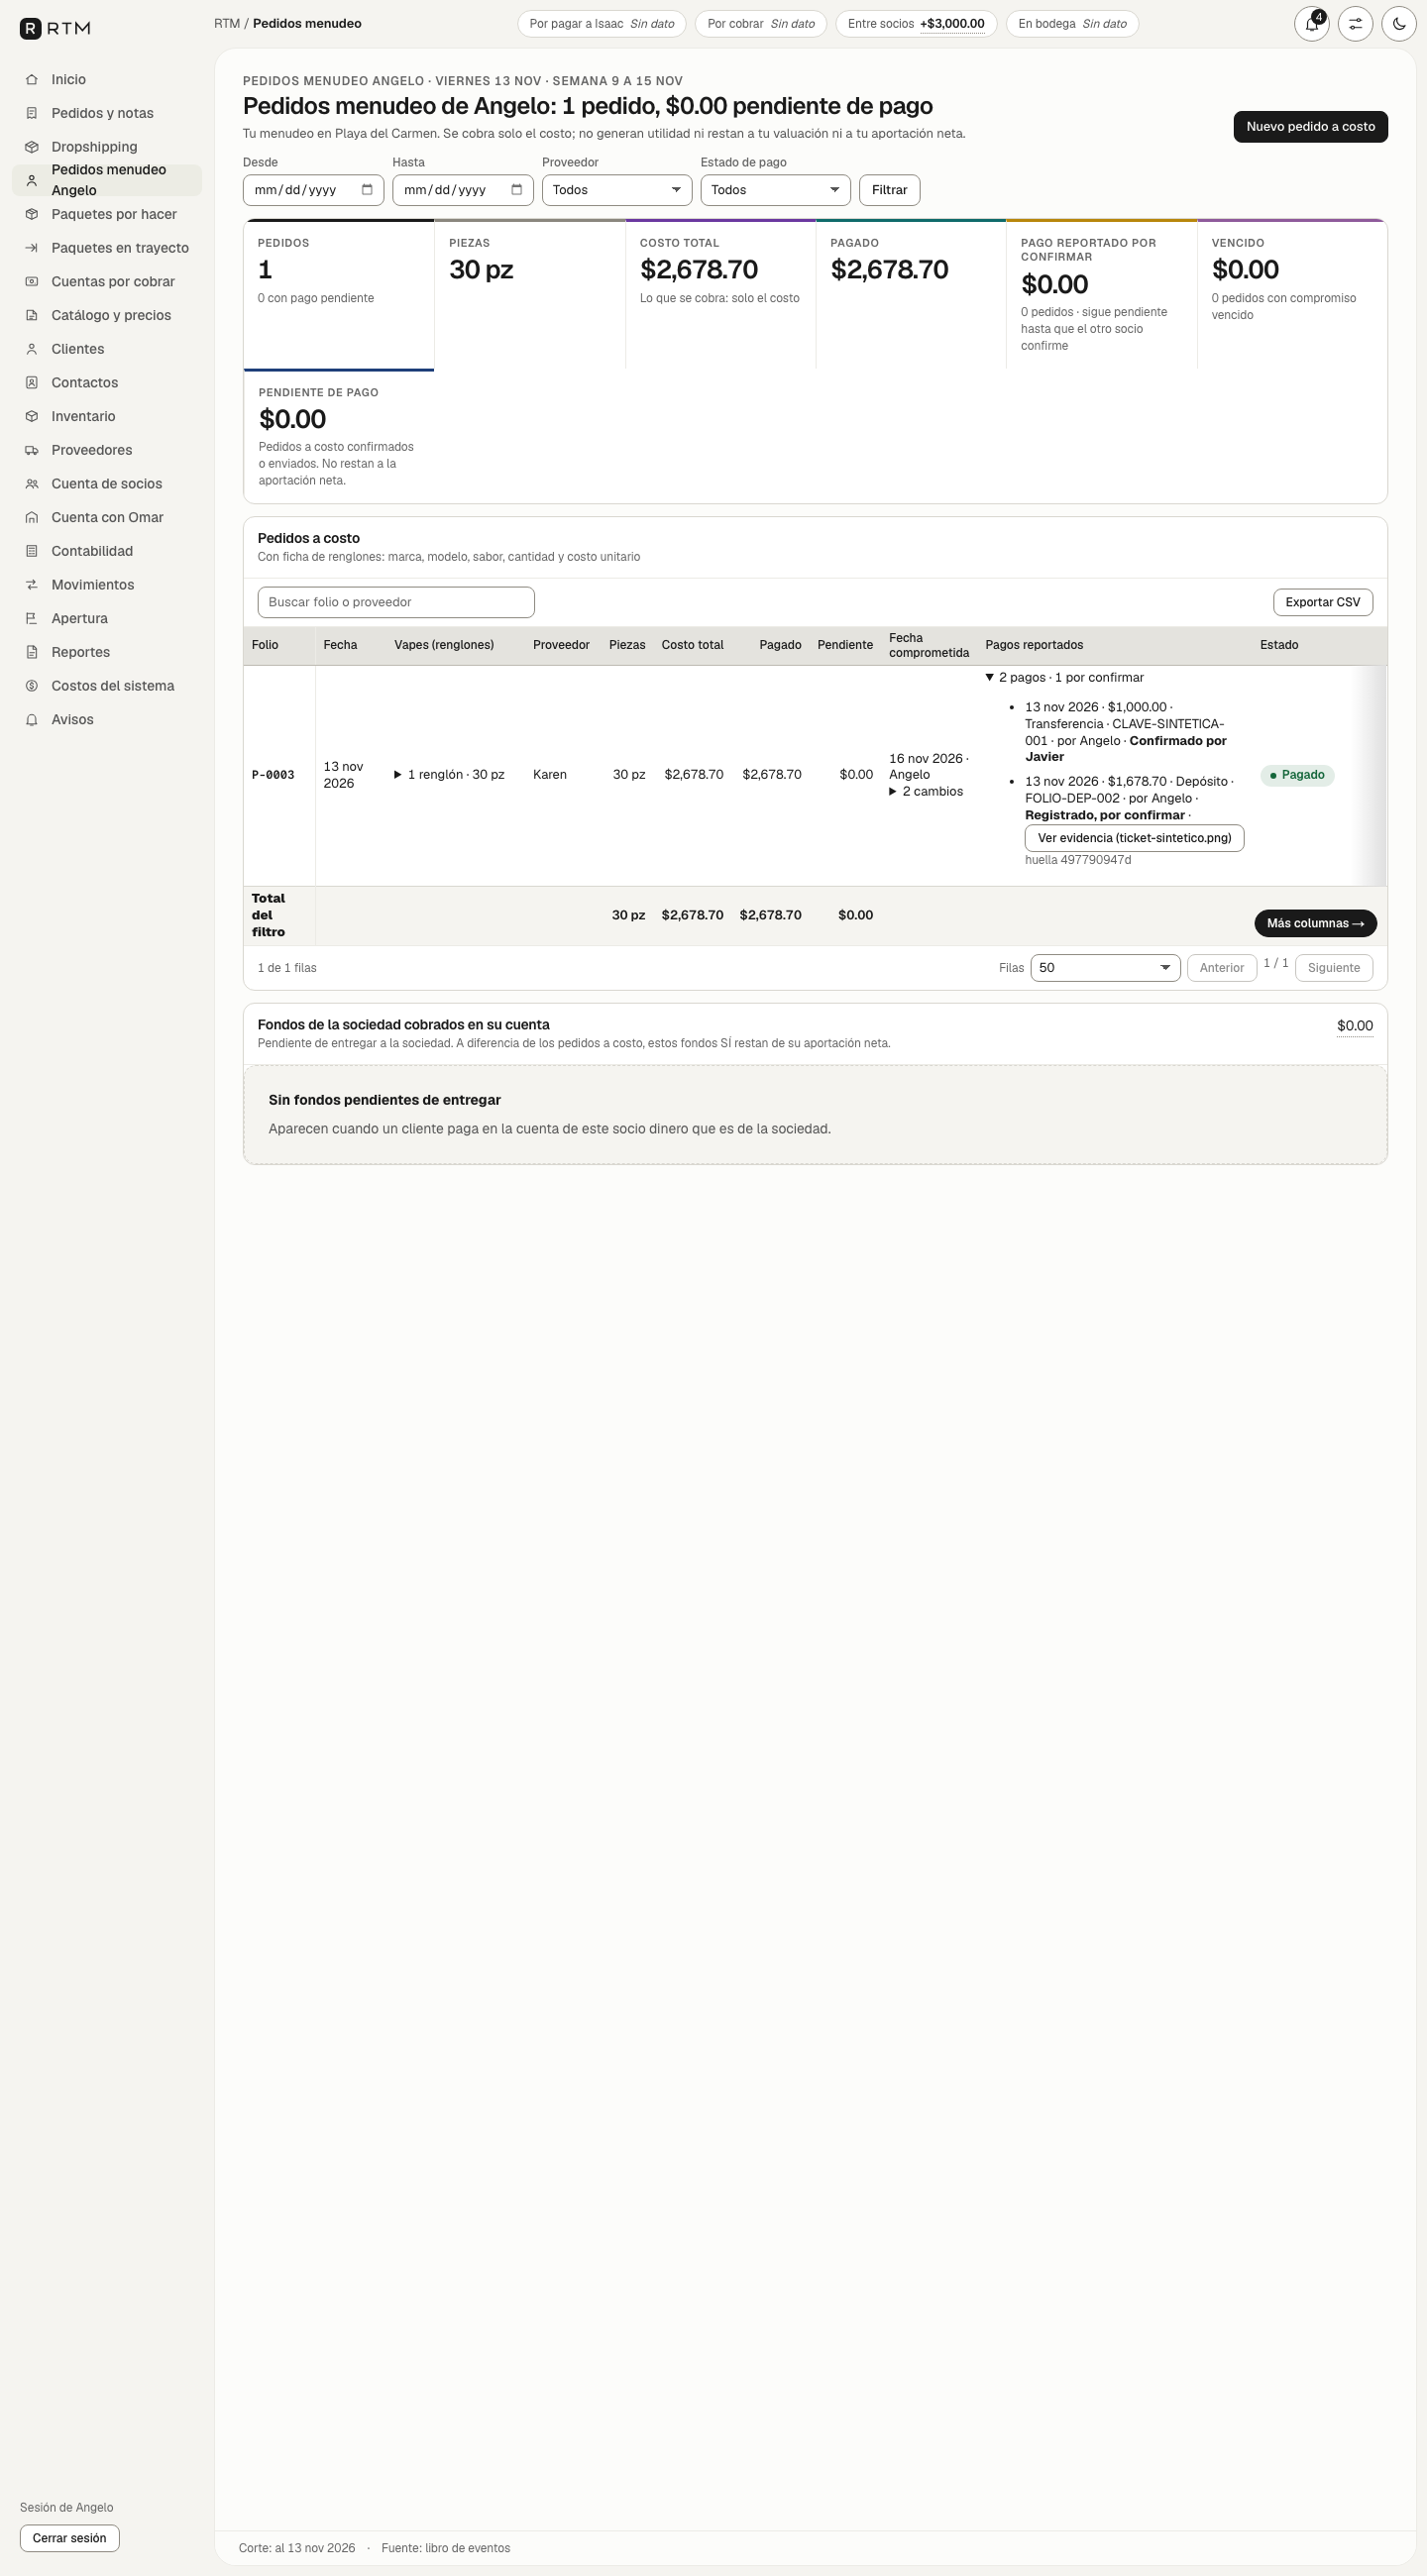 R RTM
RTM / Pedidos menudeo
Por pagar a Isaac Sin dato
Por cobrar Sin dato
Entre socios +$3,000.00
En bodega Sin dato
4
Inicio
Pedidos y notas
Dropshipping
Pedidos menudeo
Angelo
Paquetes por hacer
Paquetes en trayecto
Cuentas por cobrar
Catálogo y precios
Clientes
Contactos
Inventario
Proveedores
Cuenta de socios
Cuenta con Omar
Contabilidad
Movimientos
Apertura
Reportes
Costos del sistema
Avisos
Sesión de Angelo
Cerrar sesión
PEDIDOS MENUDEO ANGELO · VIERNES 13 NOV · SEMANA 9 A 15 NOV
Pedidos menudeo de Angelo: 1 pedido, $0.00 pendiente de pago
Tu menudeo en Playa del Carmen. Se cobra solo el costo; no generan utilidad ni restan a tu valuación ni a tu aportación neta.
Nuevo pedido a costo
Desde
mm/dd/yyyy
Hasta
mm/dd/yyyy
Proveedor
Todos
Estado de pago
Todos
Filtrar
PEDIDOS
1
0 con pago pendiente
PIEZAS
30 pz
COSTO TOTAL
$2,678.70
Lo que se cobra: solo el costo
PAGADO
$2,678.70
PAGO REPORTADO POR
CONFIRMAR
$0.00
0 pedidos · sigue pendiente
hasta que el otro socio
confirme
VENCIDO
$0.00
0 pedidos con compromiso
vencido
PENDIENTE DE PAGO
$0.00
Pedidos a costo confirmados
o enviados. No restan a la
aportación neta.
Pedidos a costo
Con ficha de renglones: marca, modelo, sabor, cantidad y costo unitario
Buscar folio o proveedor
Exportar CSV
Folio Fecha Vapes (renglones) Proveedor Piezas Costo total Pagado Pendiente Fecha comprometida Pagos reportados Estado
P-0003
13 nov
2026
▶ 1 renglón · 30 pz
Karen
30 pz
$2,678.70
$2,678.70
$0.00
16 nov 2026 ·
Angelo
▶ 2 cambios
▼ 2 pagos · 1 por confirmar
• 13 nov 2026 · $1,000.00 ·
Transferencia · CLAVE-SINTETICA-
001 · por Angelo · Confirmado por
Javier
• 13 nov 2026 · $1,678.70 · Depósito ·
FOLIO-DEP-002 · por Angelo ·
Registrado, por confirmar ·
Ver evidencia (ticket-sintetico.png)
huella 497790947d
Pagado
Total
del
filtro
30 pz $2,678.70 $2,678.70 $0.00
Más columnas →
1 de 1 filas
Filas 50 Anterior 1 / 1 Siguiente
Fondos de la sociedad cobrados en su cuenta
$0.00
Pendiente de entregar a la sociedad. A diferencia de los pedidos a costo, estos fondos SÍ restan de su aportación neta.
Sin fondos pendientes de entregar
Aparecen cuando un cliente paga en la cuenta de este socio dinero que es de la sociedad.
Corte: al 13 nov 2026 · Fuente: libro de eventos